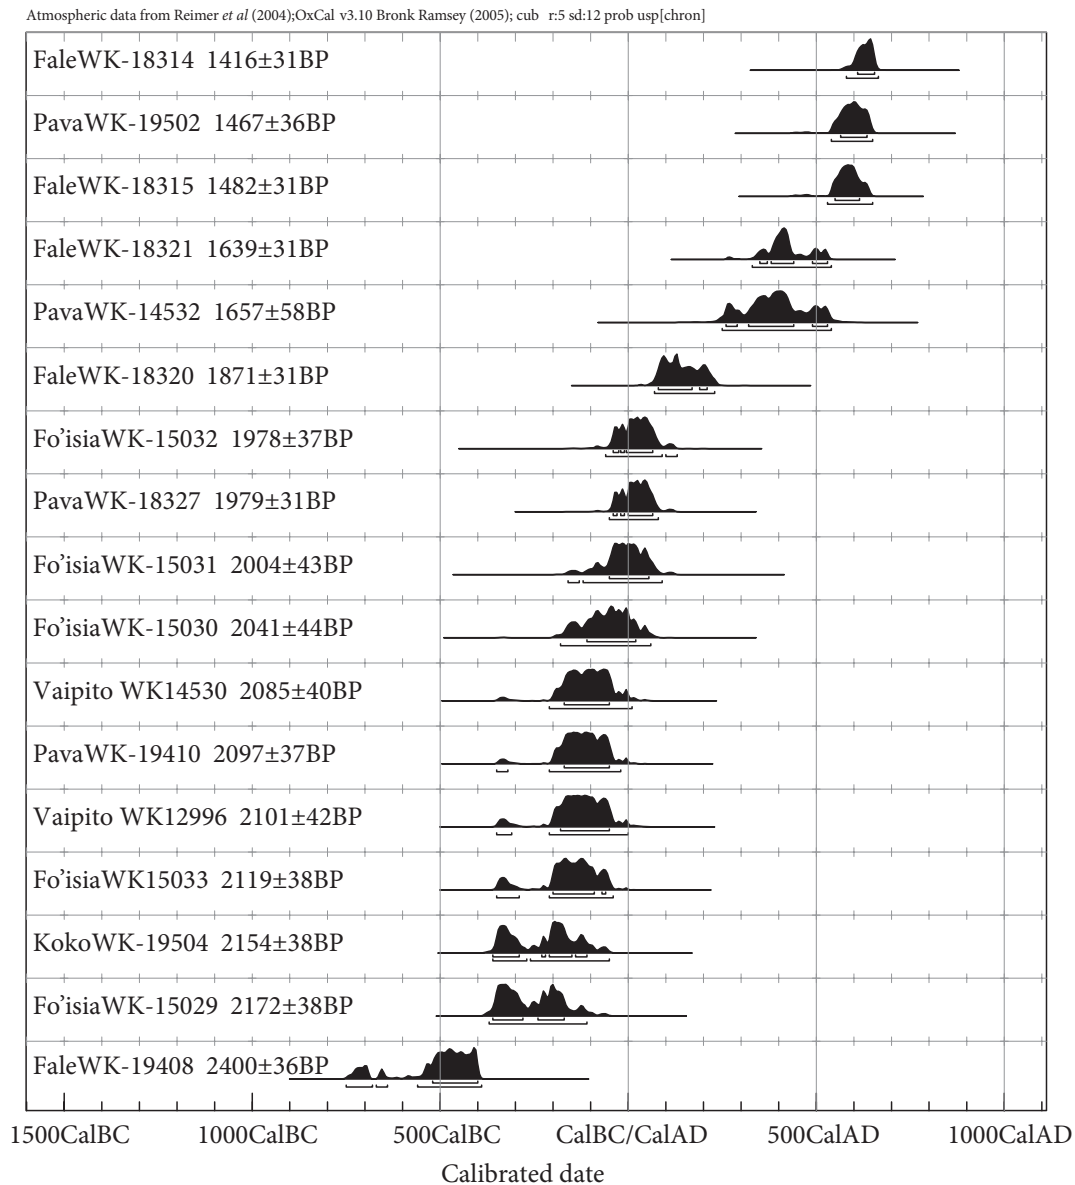 Atmospheric data from Reimer et al (2004);OxCal v3.10 Bronk Ramsey (2005); cub r:5 sd:12 prob usp[chron]
FaleWK-18314 1416±31BP
PavaWK-19502 1467±36BP
FaleWK-18315 1482±31BP
FaleWK-18321 1639±31BP
PavaWK-14532 1657±58BP
FaleWK-18320 1871±31BP
Fo’isiaWK-15032 1978±37BP
PavaWK-18327 1979±31BP
Fo’isiaWK-15031 2004±43BP
Fo’isiaWK-15030 2041±44BP
Vaipito WK14530 2085±40BP
PavaWK-19410 2097±37BP
Vaipito WK12996 2101±42BP
Fo’isiaWK15033 2119±38BP
KokoWK-19504 2154±38BP
Fo’isiaWK-15029 2172±38BP
FaleWK-19408 2400±36BP
1500CalBC 1000CalBC 500CalBC CalBC/CalAD 500CalAD 1000CalAD
Calibrated date